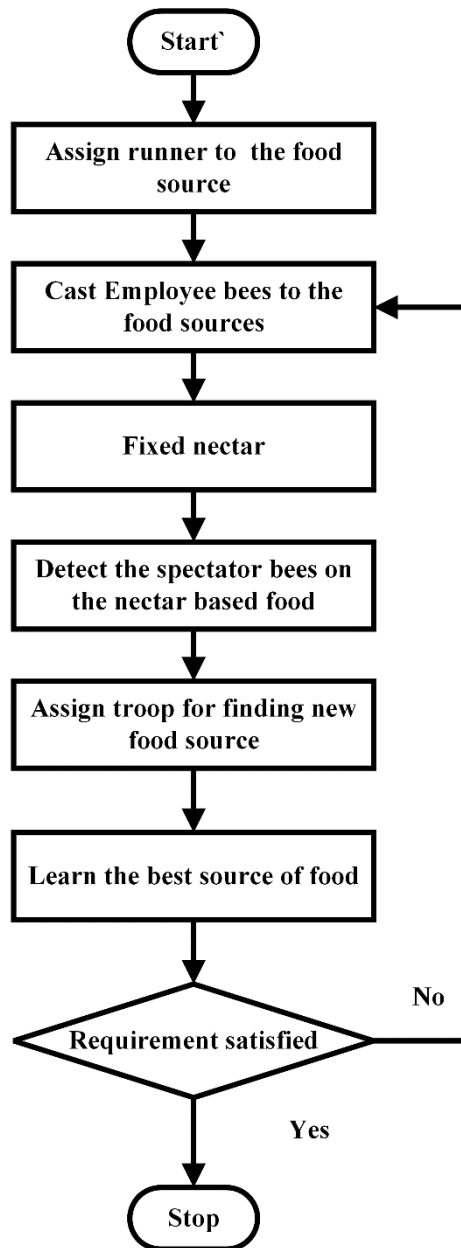 Start`
Assign runner to the food
source
Cast Employee bees to the
food sources
Fixed nectar
Detect the spectator bees on
the nectar based food
Assign troop for finding new
food source
Learn the best source of food
No
Requirement satisfied
Yes
Stop